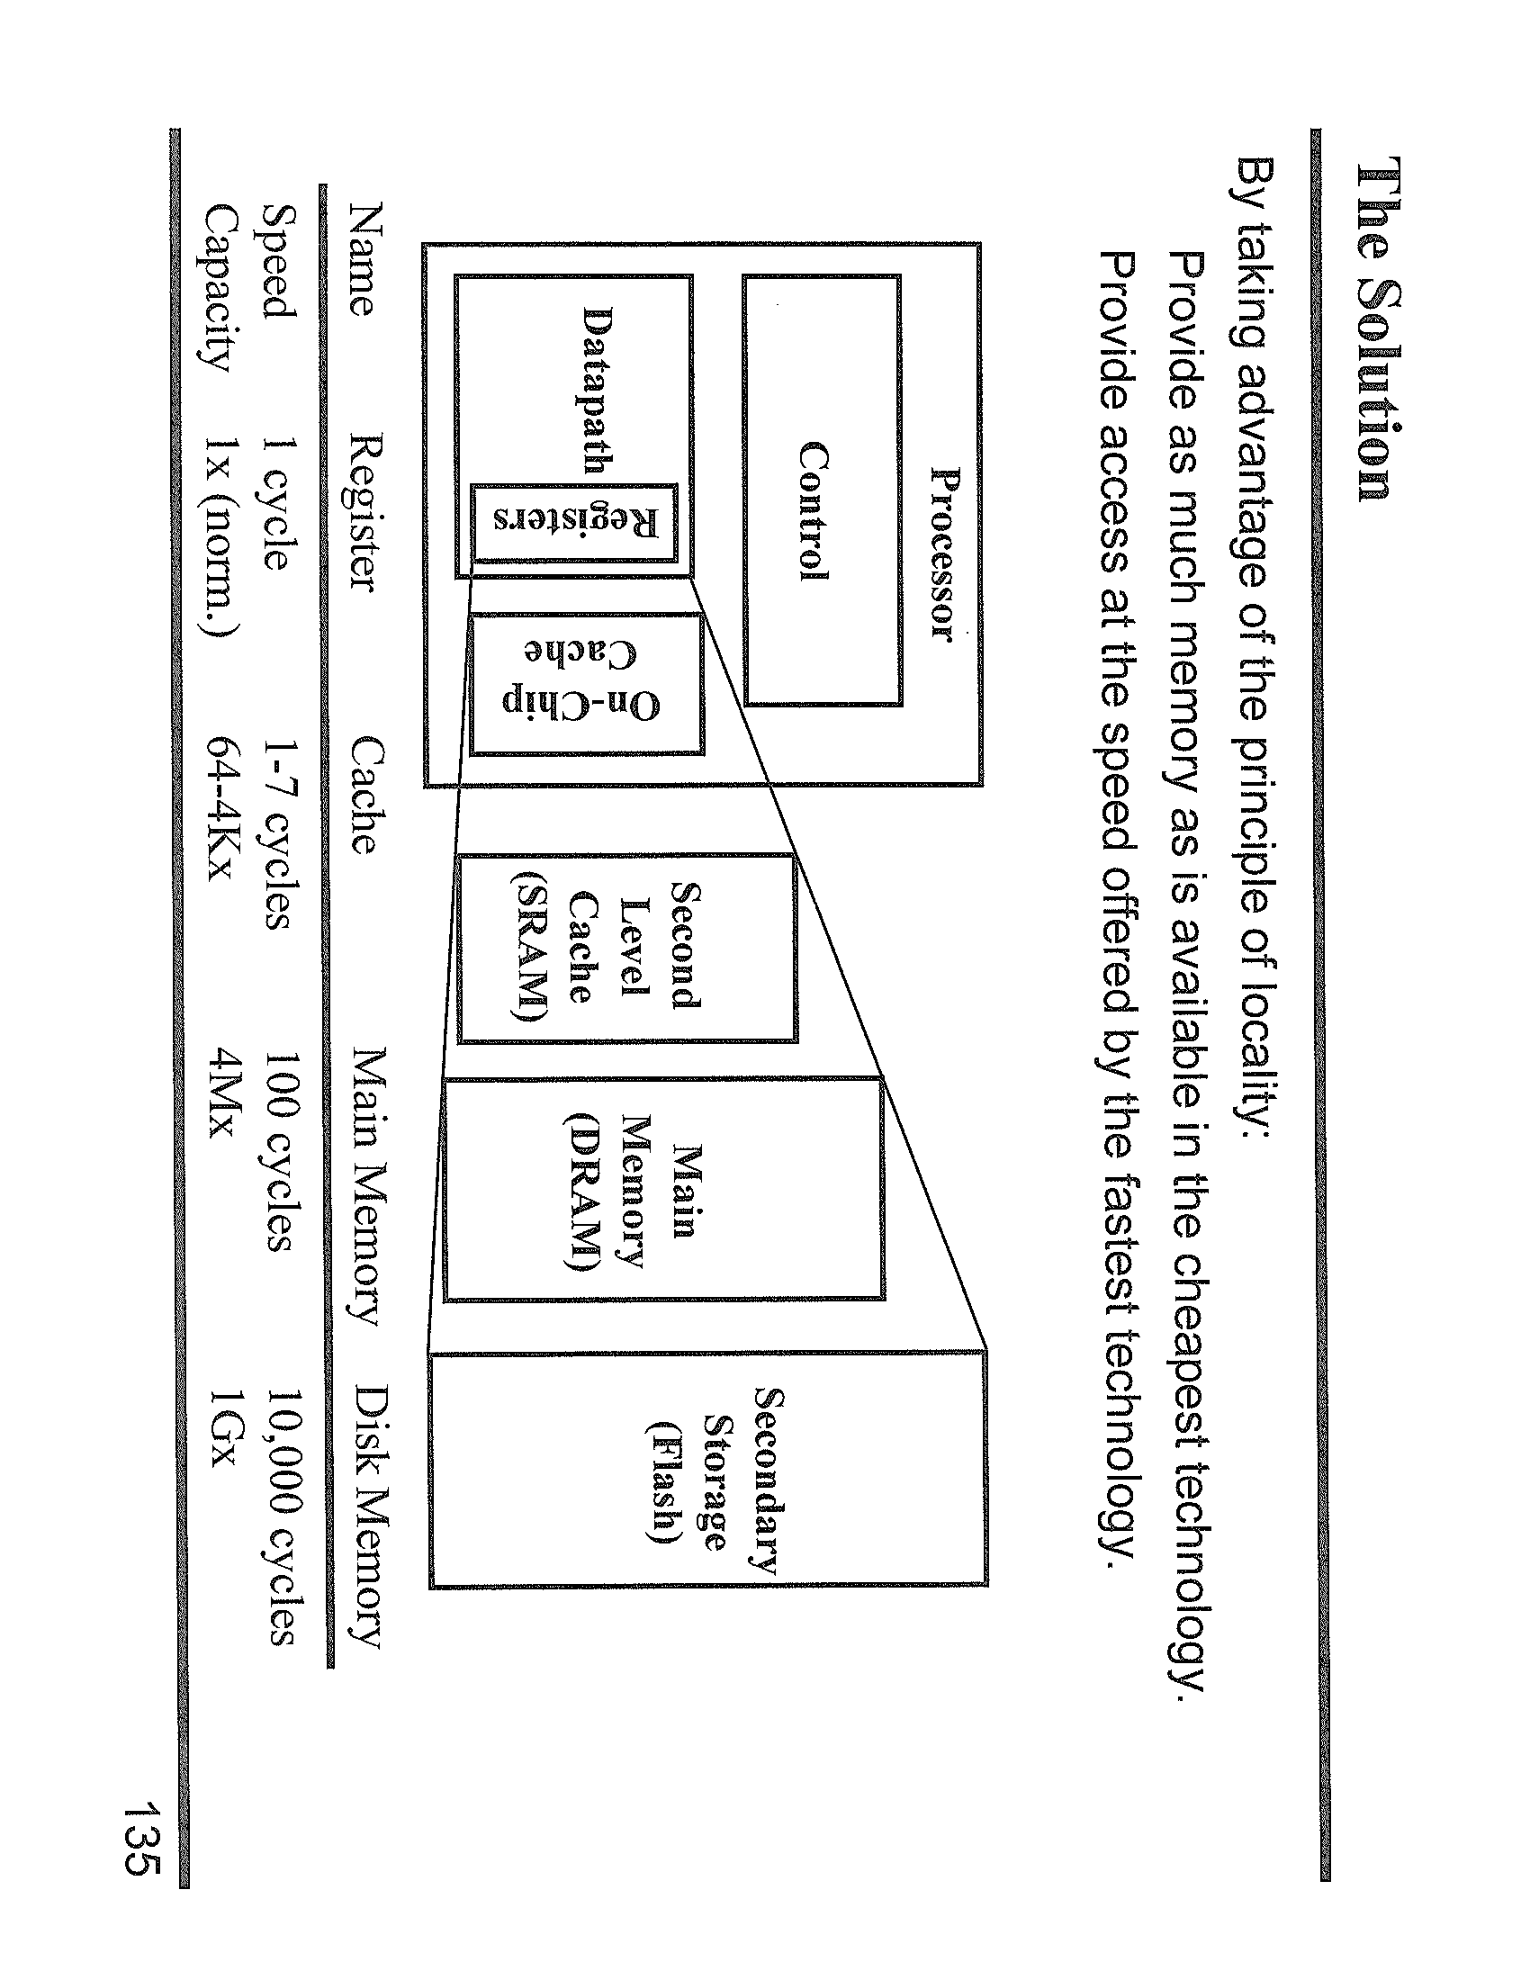 The Solution
By taking advantage of the principle of locality:
Provide as much memory as is available in the cheapest technology.
Provide access at the speed offered by the fastest technology.
Processor
Control
Datapath
Registers
On-Chip
Cache
Second
Level
Cache
(SRAM)
Main
Memory
(DRAM)
Secondary
Storage
(Flash)
Name Register Cache Main Memory Disk Memory
Speed 1 cycle 1-7 cycles 100 cycles 10,000 cycles
Capacity 1x (norm.) 64-4Kx 4Mx 1Gx
135